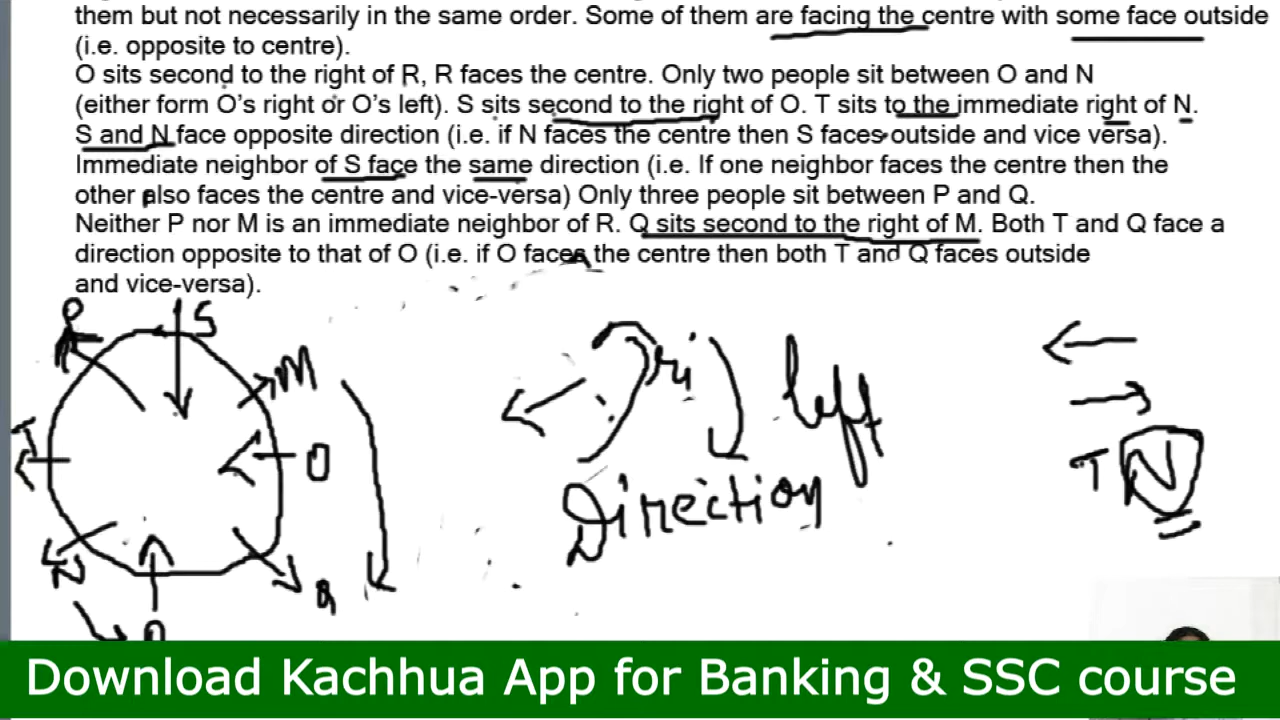 them but not necessarily in the same order. Some of them are facing the centre with some face outside
(i.e. opposite to centre).
O sits second to the right of R, R faces the centre. Only two people sit between O and N
(either form O's right or O's left). S sits second to the right of O. T sits to the immediate right of N.
S and N face opposite direction (i.e. if N faces the centre then S faces outside and vice versa).
Immediate neighbor of S face the same direction (i.e. If one neighbor faces the centre then the
other also faces the centre and vice-versa) Only three people sit between P and Q.
Neither P nor M is an immediate neighbor of R. Q sits second to the right of M. Both T and Q face a
direction opposite to that of O (i.e. if O faces the centre then both T and Q faces outside
and vice-versa).
P S
M
left
T O
T N
Direction
N
Download Kachhua App for Banking & SSC course